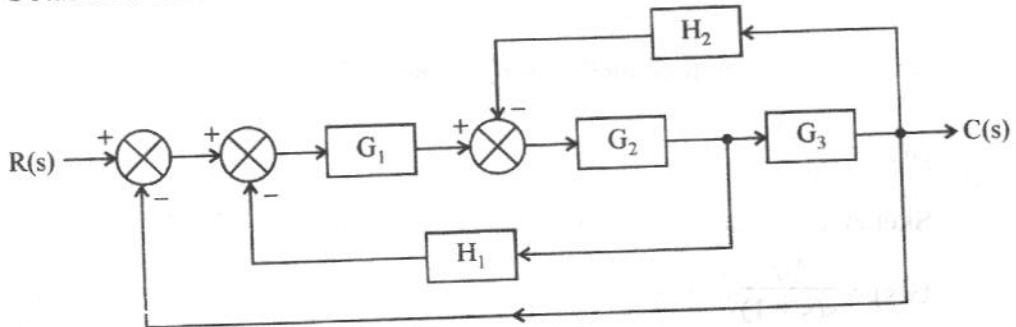 H₂
+ + + −
R(s) G₁ G₂ G₃ C(s)
− −
H₁